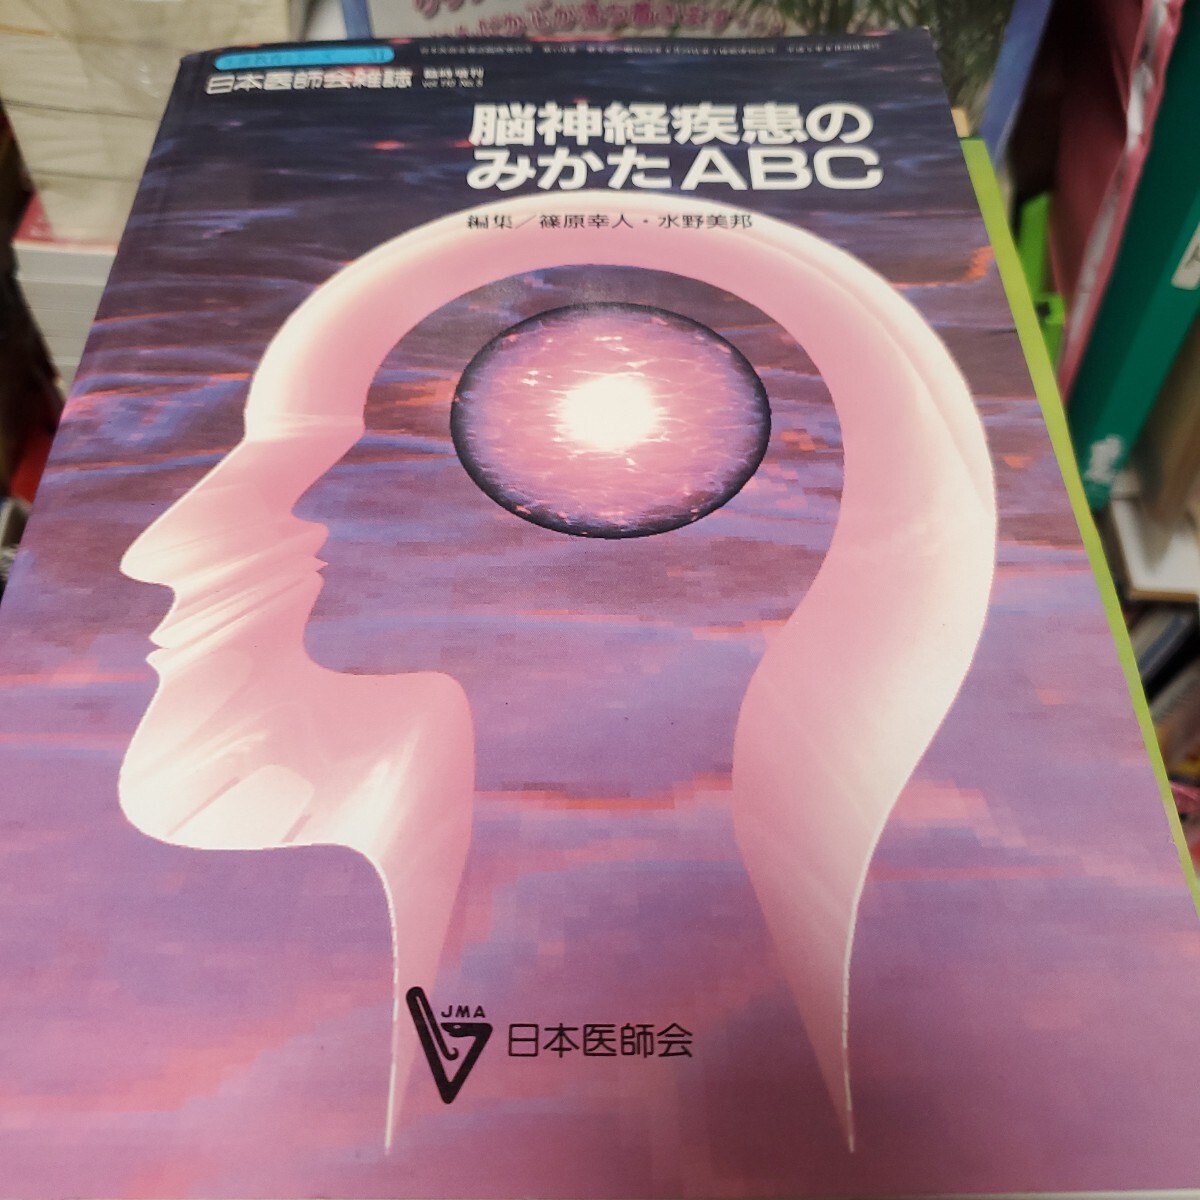 31
日本医師会雑誌 臨時増刊
脳神経疾患の
みかたABC
編集／篠原幸人・水野美邦
JMA
日本医師会